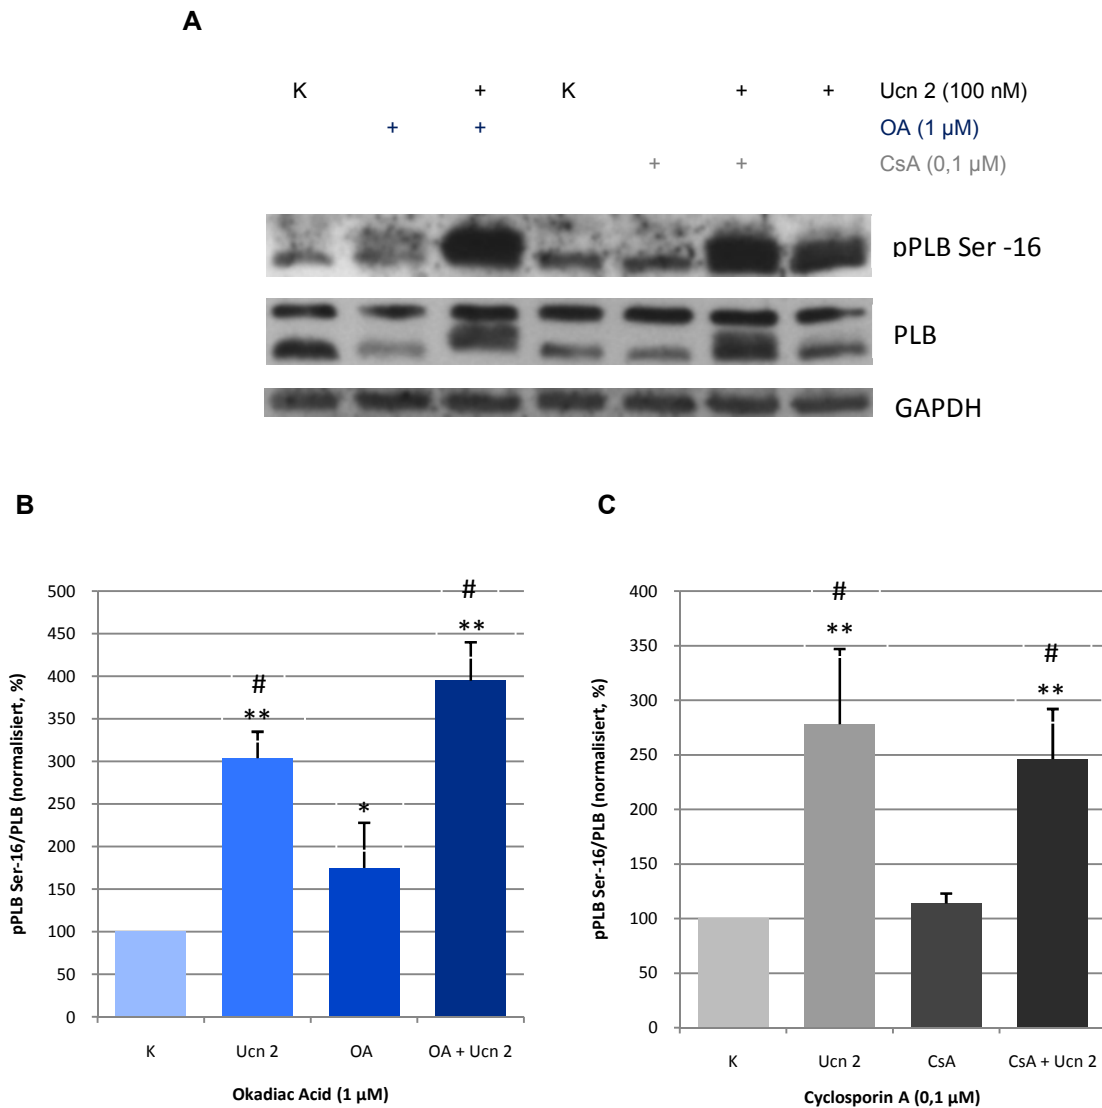 A
K + K + + Ucn 2 (100 nM)
+ + OA (1 µM)
+ + CsA (0,1 µM)
pPLB Ser -16
PLB
GAPDH
B
pPLB Ser-16/PLB (normalisiert, %)
500
450
400
350
300
250
200
150
100
50
0
#
**
#
**
*
K Ucn 2 OA OA + Ucn 2
Okadiac Acid (1 µM)
C
pPLB Ser-16/PLB (normalisiert, %)
400
350
300
250
200
150
100
50
0
#
**
#
**
K Ucn 2 CsA CsA + Ucn 2
Cyclosporin A (0,1 µM)